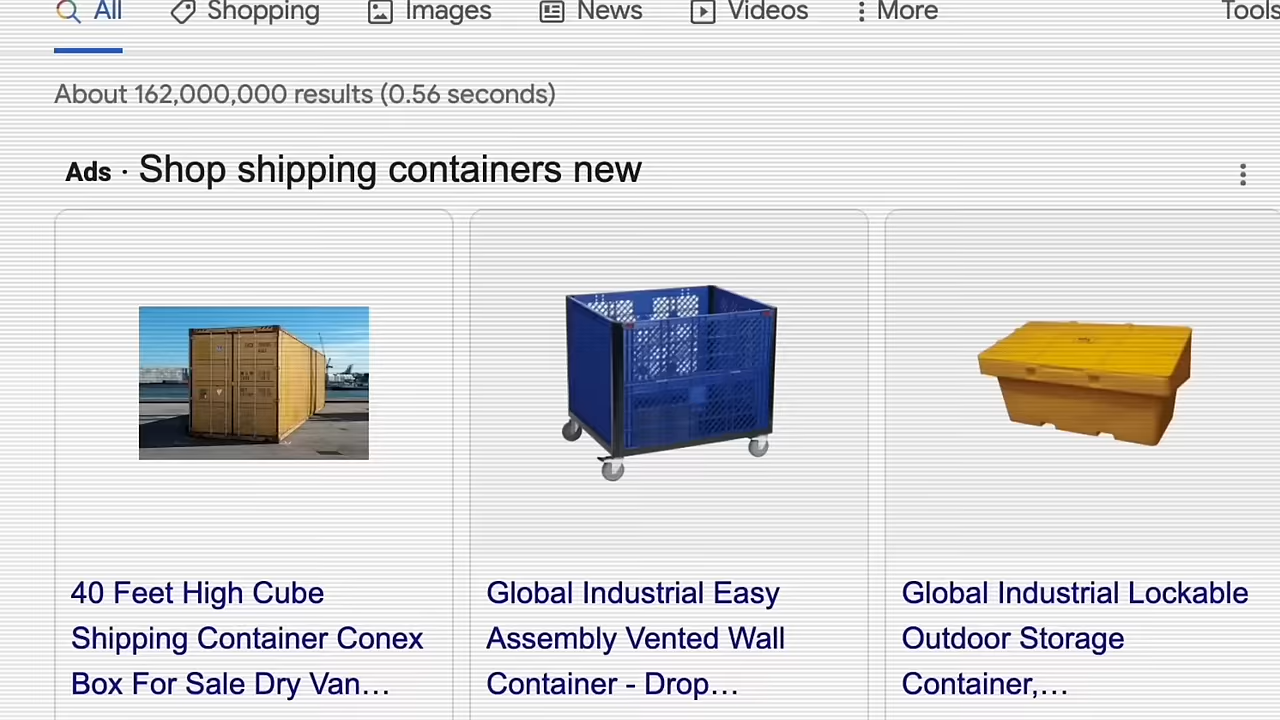 All Shopping Images News Videos More Tools
About 162,000,000 results (0.56 seconds)
Ads · Shop shipping containers new
40 Feet High Cube
Shipping Container Conex
Box For Sale Dry Van...
Global Industrial Easy
Assembly Vented Wall
Container - Drop...
Global Industrial Lockable
Outdoor Storage
Container,...